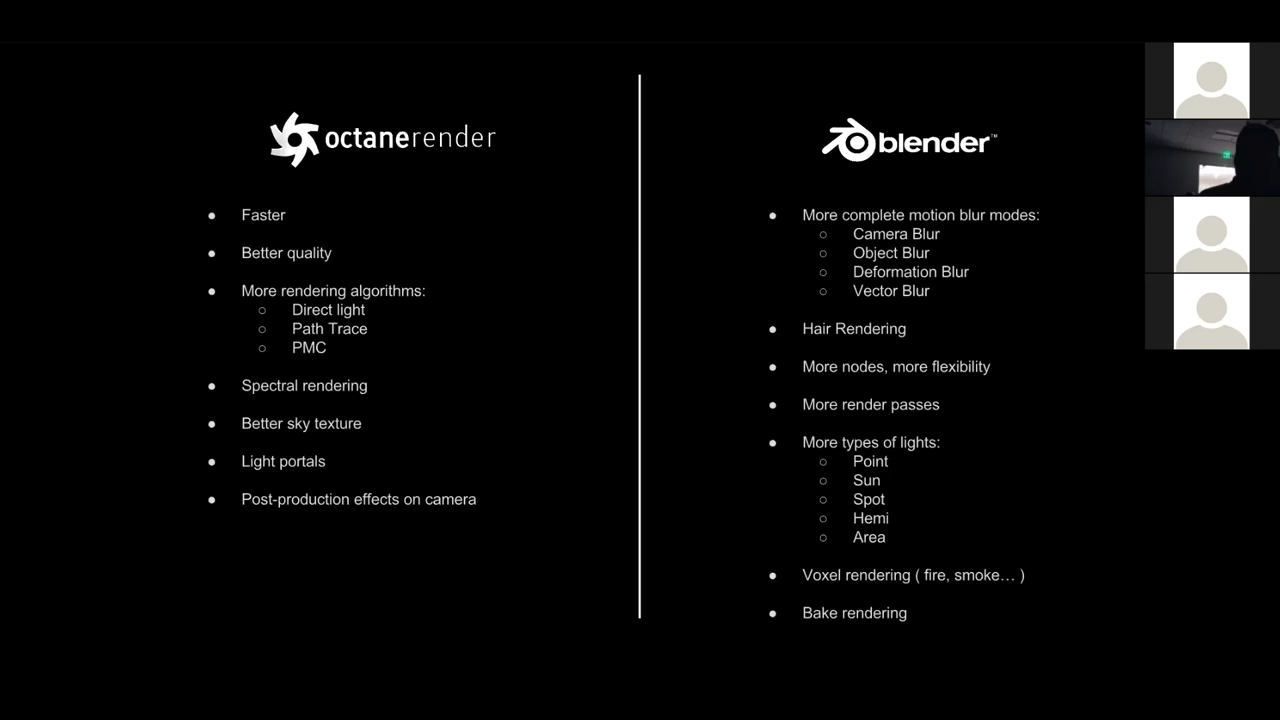 octanerender
● Faster
● Better quality
● More rendering algorithms:
○ Direct light
○ Path Trace
○ PMC
● Spectral rendering
● Better sky texture
● Light portals
● Post-production effects on camera
blender™
● More complete motion blur modes:
○ Camera Blur
○ Object Blur
○ Deformation Blur
○ Vector Blur
● Hair Rendering
● More nodes, more flexibility
● More render passes
● More types of lights:
○ Point
○ Sun
○ Spot
○ Hemi
○ Area
● Voxel rendering ( fire, smoke… )
● Bake rendering